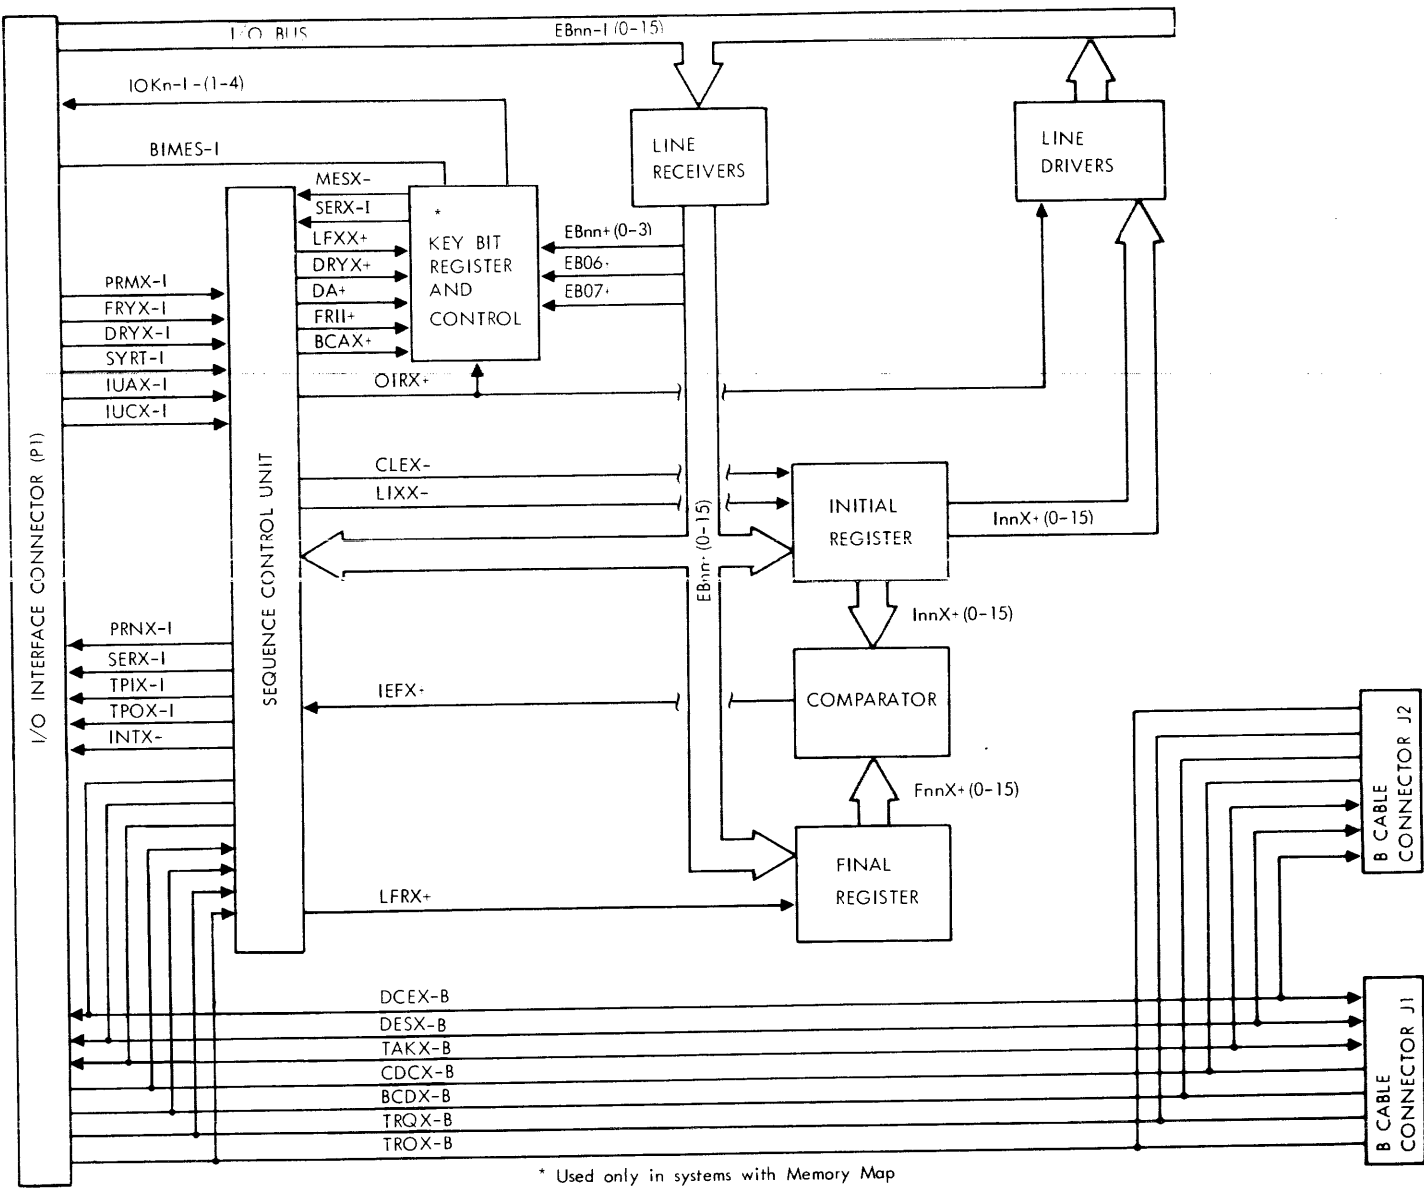 I/O BUS
EBnn-I (0-15)
IOKn-I-(1-4)
BIMES-I
LINE
RECEIVERS
LINE
DRIVERS
MESX-
SERX-I
LFXX+
DRYX+
DA+
FRII+
BCAX+
*
KEY BIT
REGISTER
AND
CONTROL
EBnn+(0-3)
EB06+
EB07+
PRMX-I
FRYX-I
DRYX-I
SYRT-I
IUAX-I
IUCX-I
OIRX+
CLEX-
LIXX-
I/O INTERFACE CONNECTOR (P1)
SEQUENCE CONTROL UNIT
EBnn+(0-15)
INITIAL
REGISTER
InnX+(0-15)
InnX+(0-15)
PRNX-I
SERX-I
TPIX-I
TPOX-I
INTX-
IEFX+
COMPARATOR
FnnX+(0-15)
FINAL
REGISTER
LFRX+
B CABLE
CONNECTOR J2
DCEX-B
DESX-B
TAKX-B
CDCX-B
BCDX-B
TRQX-B
TROX-B
B CABLE
CONNECTOR J1
* Used only in systems with Memory Map